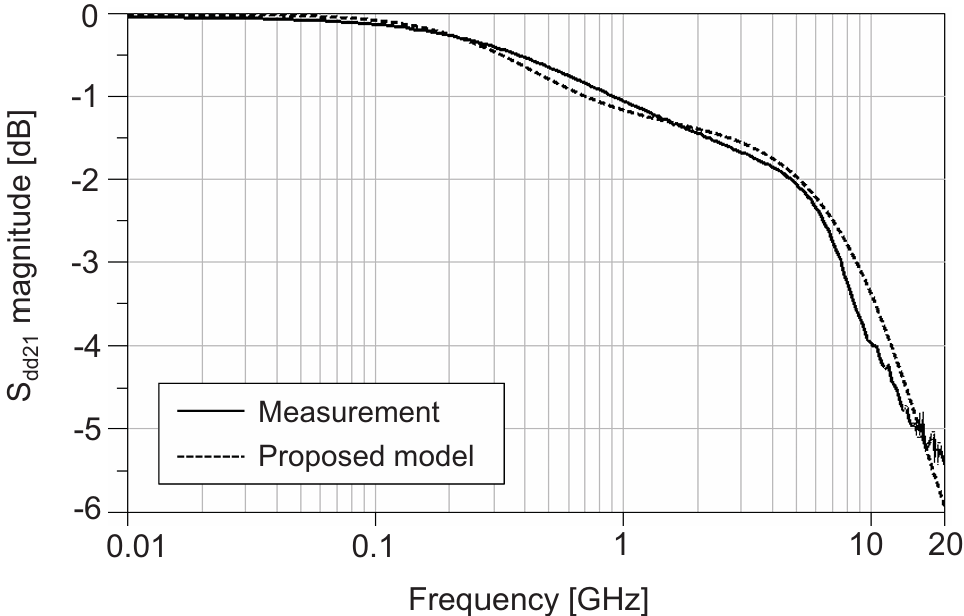 0
-1
-2
-3
-4
-5
-6
S_dd21 magnitude [dB]
Measurement
Proposed model
0.01 0.1 1 10 20
Frequency [GHz]